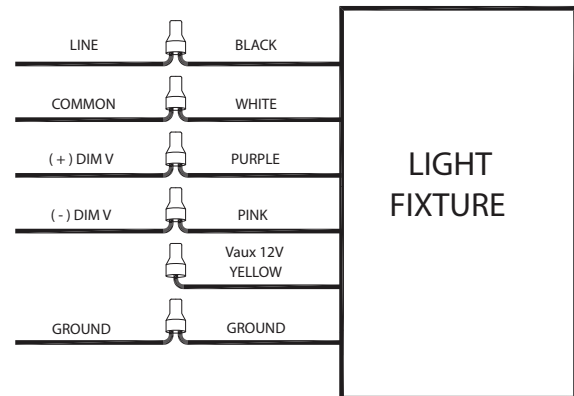 LINE BLACK
COMMON WHITE
( + ) DIM V PURPLE
( - ) DIM V PINK
Vaux 12V
YELLOW
GROUND GROUND
LIGHT
FIXTURE